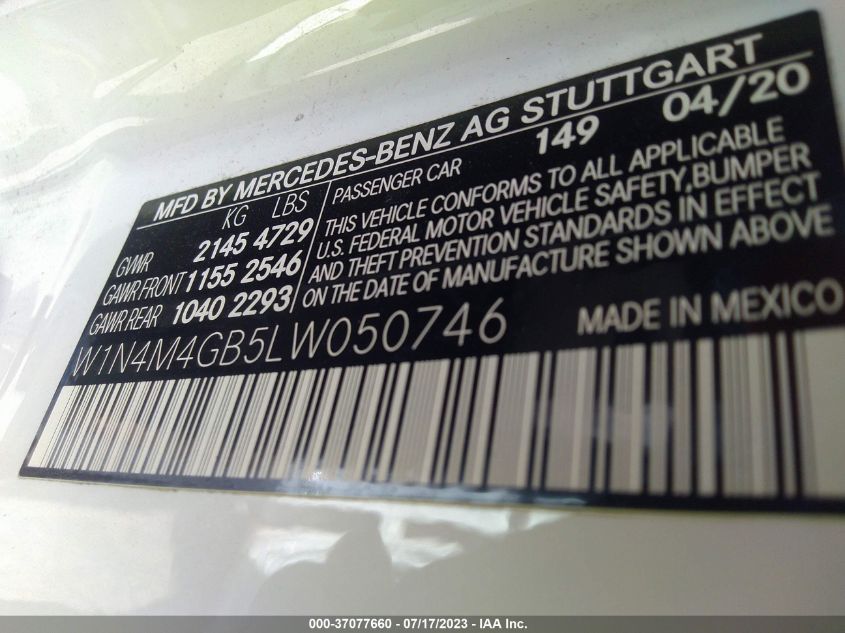 MFD BY MERCEDES-BENZ AG STUTTGART
KG LBS
GVWR 2145 4729
GAWR FRONT 1155 2546
GAWR REAR 1040 2293
PASSENGER CAR 149 04/20
THIS VEHICLE CONFORMS TO ALL APPLICABLE
U.S. FEDERAL MOTOR VEHICLE SAFETY,BUMPER
AND THEFT PREVENTION STANDARDS IN EFFECT
ON THE DATE OF MANUFACTURE SHOWN ABOVE
W1N4M4GB5LW050746 MADE IN MEXICO
000-37077660 - 07/17/2023 - IAA Inc.